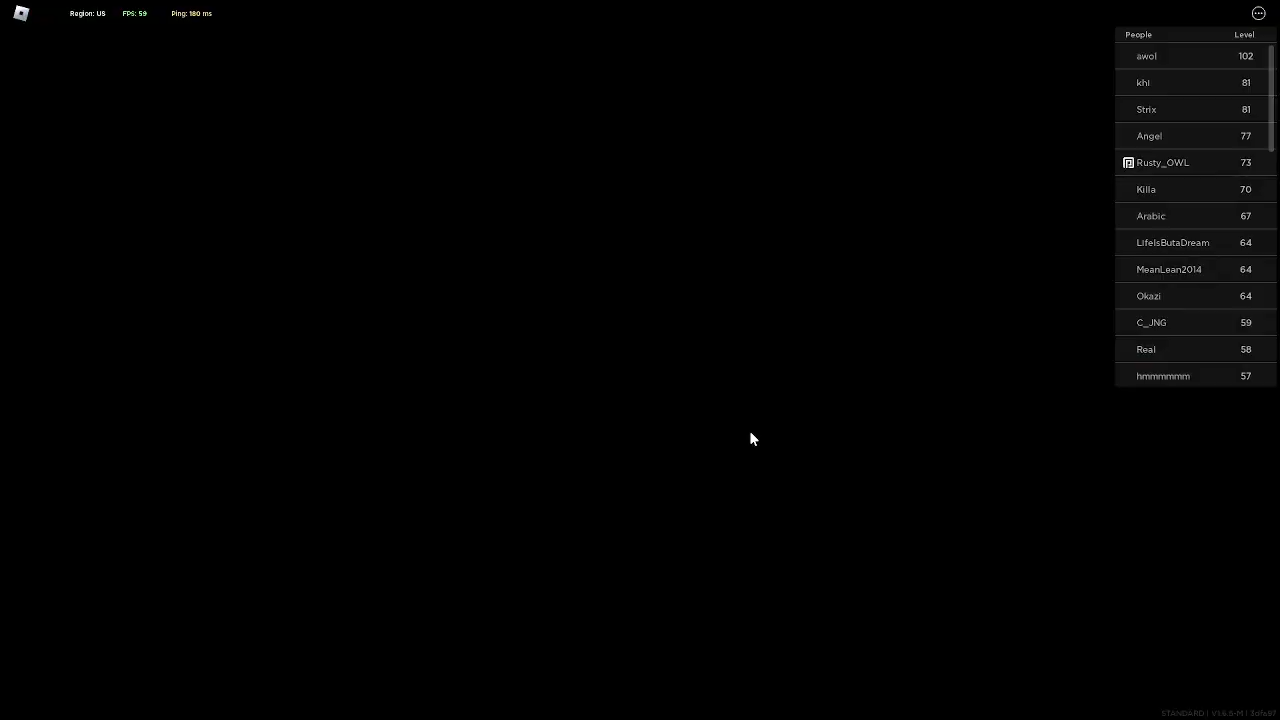 Region: US FPS: 59 Ping: 180 ms
People Level
awol 102
khl 81
Strix 81
Angel 77
Rusty_OWL 73
Killa 70
Arabic 67
LifeIsButaDream 64
MeanLean2014 64
Okazi 64
C_JNG 59
Real 58
hmmmmmm 57
STANDARD |